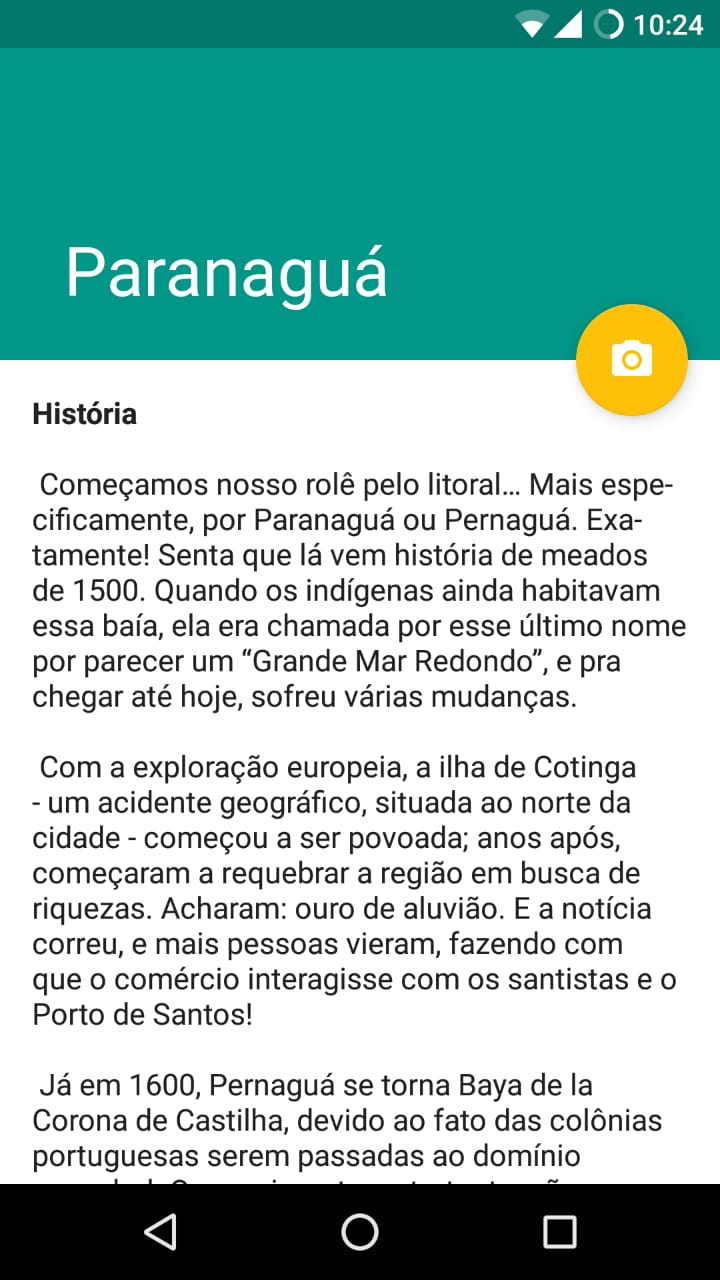 10:24
Paranaguá
História
Começamos nosso rolê pelo litoral… Mais espe-
cificamente, por Paranaguá ou Pernaguá. Exa-
tamente! Senta que lá vem história de meados
de 1500. Quando os indígenas ainda habitavam
essa baía, ela era chamada por esse último nome
por parecer um “Grande Mar Redondo”, e pra
chegar até hoje, sofreu várias mudanças.
Com a exploração europeia, a ilha de Cotinga
- um acidente geográfico, situada ao norte da
cidade - começou a ser povoada; anos após,
começaram a requebrar a região em busca de
riquezas. Acharam: ouro de aluvião. E a notícia
correu, e mais pessoas vieram, fazendo com
que o comércio interagisse com os santistas e o
Porto de Santos!
Já em 1600, Pernaguá se torna Baya de la
Corona de Castilha, devido ao fato das colônias
portuguesas serem passadas ao domínio